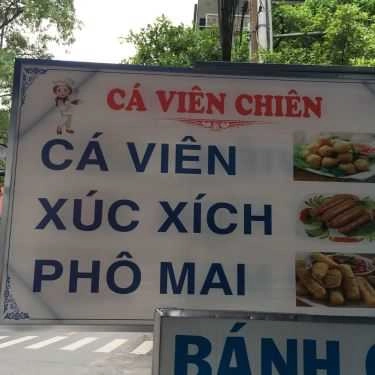 CÁ VIÊN CHIÊN
CÁ VIÊN
XÚC XÍCH
PHÔ MAI
BÁNH